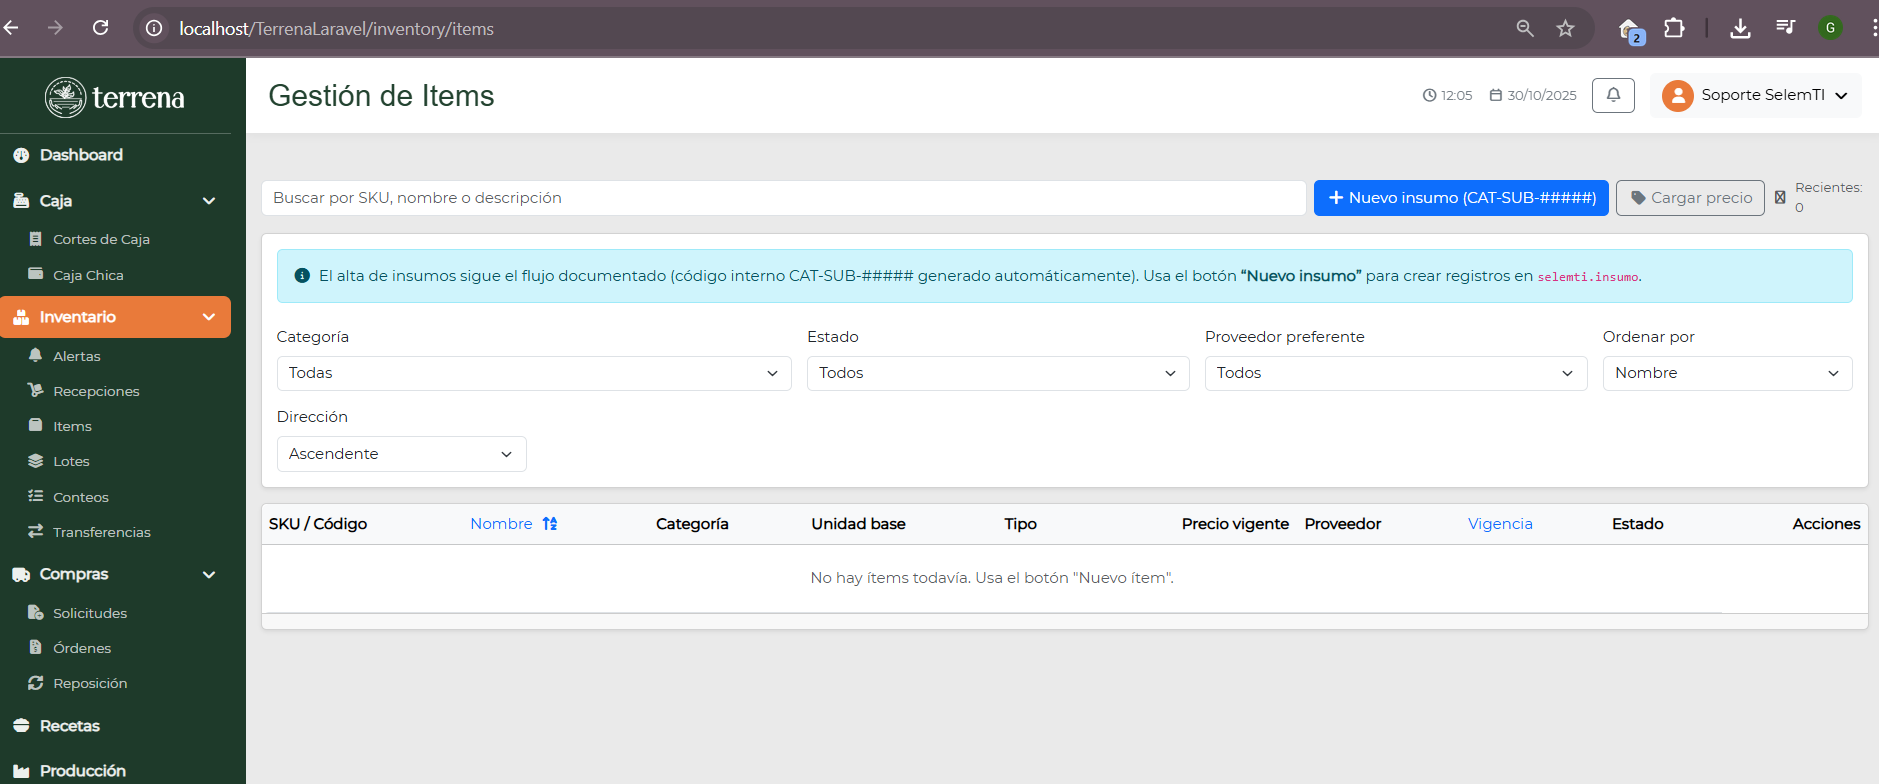 localhost/TerrenaLaravel/inventory/items
2
G
terrena
Gestión de Items
12:05
30/10/2025
Soporte SelemTI
Dashboard
Caja
Cortes de Caja
Caja Chica
Inventario
Alertas
Recepciones
Items
Lotes
Conteos
Transferencias
Compras
Solicitudes
Órdenes
Reposición
Recetas
Producción
Buscar por SKU, nombre o descripción
Nuevo insumo (CAT-SUB-#####)
Cargar precio
Recientes:
0
El alta de insumos sigue el flujo documentado (código interno CAT-SUB-##### generado automáticamente). Usa el botón “Nuevo insumo” para crear registros en selemti.insumo.
Categoría
Todas
Estado
Todos
Proveedor preferente
Todos
Ordenar por
Nombre
Dirección
Ascendente
SKU / Código Nombre Categoría Unidad base Tipo Precio vigente Proveedor Vigencia Estado Acciones
No hay ítems todavía. Usa el botón "Nuevo ítem".